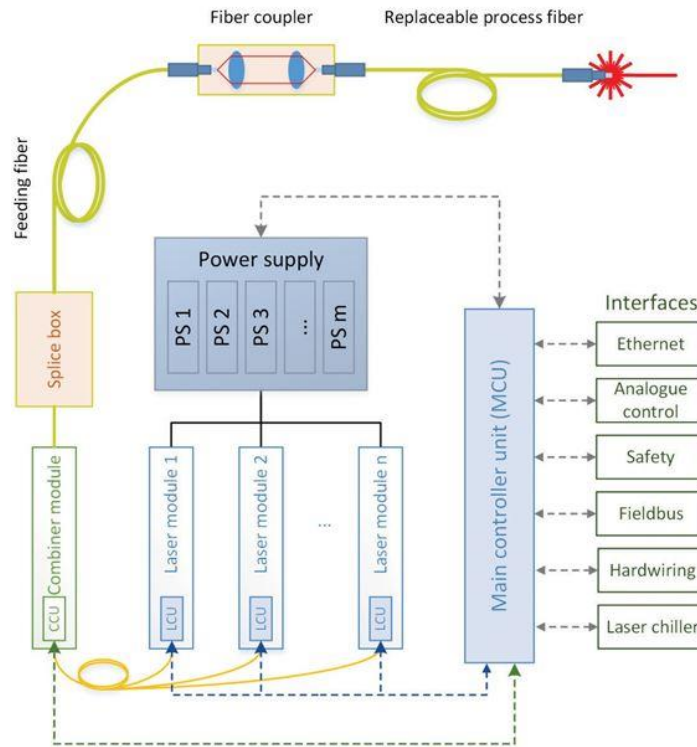 Fiber coupler
Replaceable process fiber
Feeding fiber
Splice box
Power supply
PS 1
PS 2
PS 3
...
PS m
Combiner module
CCU
Laser module 1
LCU
Laser module 2
LCU
...
Laser module n
LCU
Main controller unit (MCU)
Interfaces
Ethernet
Analogue
control
Safety
Fieldbus
Hardwiring
Laser chiller